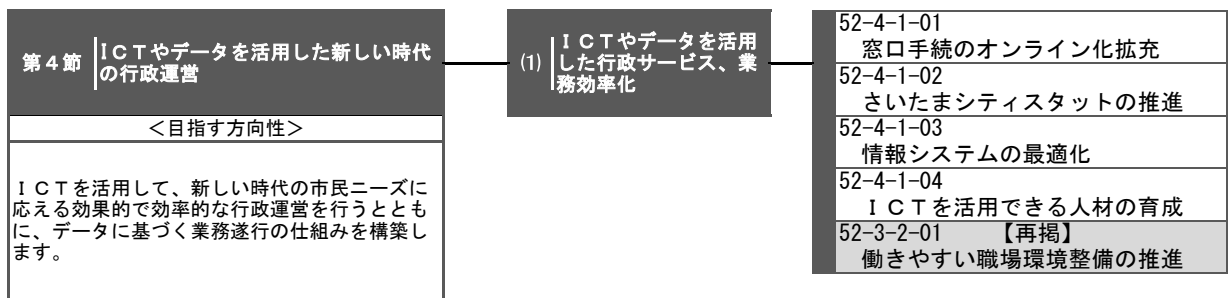 第４節
ＩＣＴやデータを活用した新しい時代
の行政運営
＜目指す方向性＞
ＩＣＴを活用して、新しい時代の市民ニーズに
応える効果的で効率的な行政運営を行うととも
に、データに基づく業務遂行の仕組みを構築し
ます。
⑴
ＩＣＴやデータを活用
した行政サービス、業
務効率化
52-4-1-01
窓口手続のオンライン化拡充
52-4-1-02
さいたまシティスタットの推進
52-4-1-03
情報システムの最適化
52-4-1-04
ＩＣＴを活用できる人材の育成
52-3-2-01　【再掲】
働きやすい職場環境整備の推進